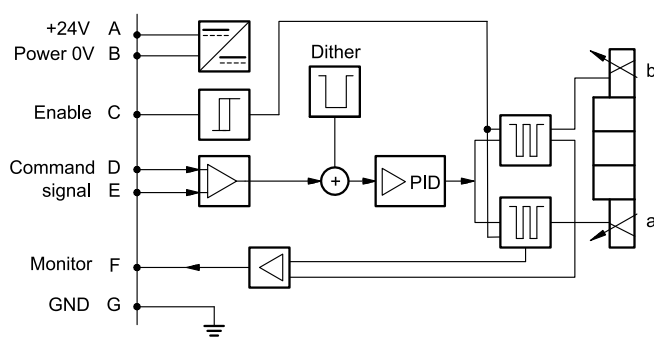 +24V A
Power 0V B
Dither
b
Enable C
Command D
signal E
+
PID
a
Monitor F
GND G